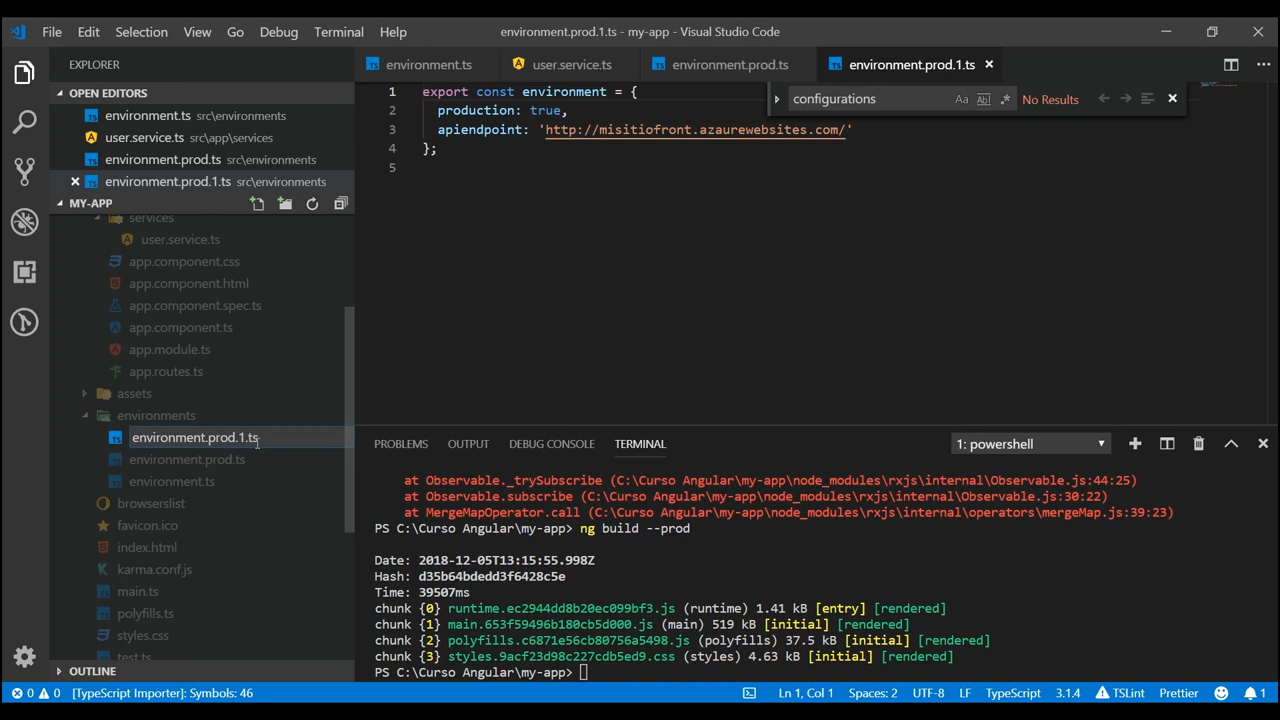 File Edit Selection View Go Debug Terminal Help
environment.prod.1.ts - my-app - Visual Studio Code
EXPLORER
environment.ts
user.service.ts
environment.prod.ts
environment.prod.1.ts
OPEN EDITORS
environment.ts src\environments
user.service.ts src\app\services
environment.prod.ts src\environments
environment.prod.1.ts src\environments
MY-APP
services
user.service.ts
app.component.css
app.component.html
app.component.spec.ts
app.component.ts
app.module.ts
app.routes.ts
assets
environments
environment.prod.1.ts
environment.prod.ts
environment.ts
browserslist
favicon.ico
index.html
karma.conf.js
main.ts
polyfills.ts
styles.css
test.ts
OUTLINE
configurations
Aa Abl .* No Results
1 export const environment = {
2 production: true,
3 apiendpoint: 'http://misitiofront.azaurewebsites.com/'
4 };
5
PROBLEMS OUTPUT DEBUG CONSOLE TERMINAL
1: powershell
at Observable._trySubscribe (C:\Curso Angular\my-app\node_modules\rxjs\internal\Observable.js:44:25)
at Observable.subscribe (C:\Curso Angular\my-app\node_modules\rxjs\internal\Observable.js:30:22)
at MergeMapOperator.call (C:\Curso Angular\my-app\node_modules\rxjs\internal\operators\mergeMap.js:39:23)
PS C:\Curso Angular\my-app> ng build --prod
Date: 2018-12-05T13:15:55.998Z
Hash: d35b64bdedd3f6428c5e
Time: 39507ms
chunk {0} runtime.ec2944dd8b20ec099bf3.js (runtime) 1.41 kB [entry] [rendered]
chunk {1} main.653f59496b180cb5d000.js (main) 519 kB [initial] [rendered]
chunk {2} polyfills.c6871e56cb80756a5498.js (polyfills) 37.5 kB [initial] [rendered]
chunk {3} styles.9acf23d98c227cdb5ed9.css (styles) 4.63 kB [initial] [rendered]
PS C:\Curso Angular\my-app>
0 0 [TypeScript Importer]: Symbols: 46
Ln 1, Col 1 Spaces: 2 UTF-8 LF TypeScript 3.1.4 TSLint Prettier 1